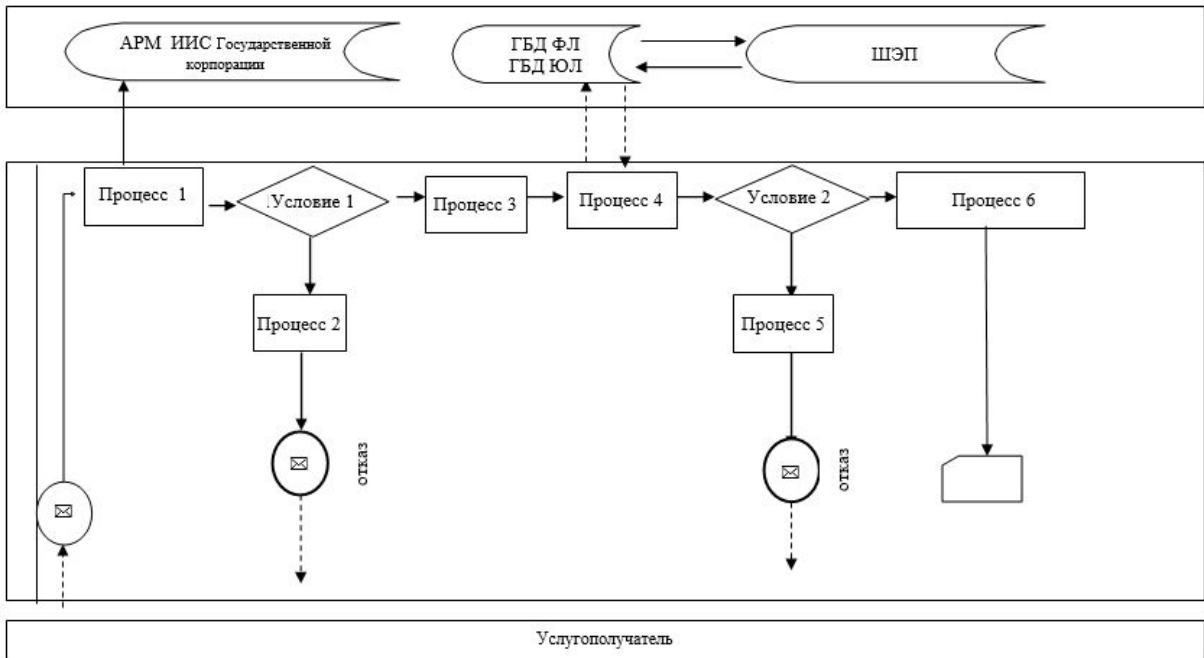 АРМ ИИС Государственной
корпорации
ГБД ФЛ
ГБД ЮЛ
ШЭП
Процесс 1
Условие 1
Процесс 3
Процесс 4
Условие 2
Процесс 6
Процесс 2
Процесс 5
отказ
отказ
Услугополучатель